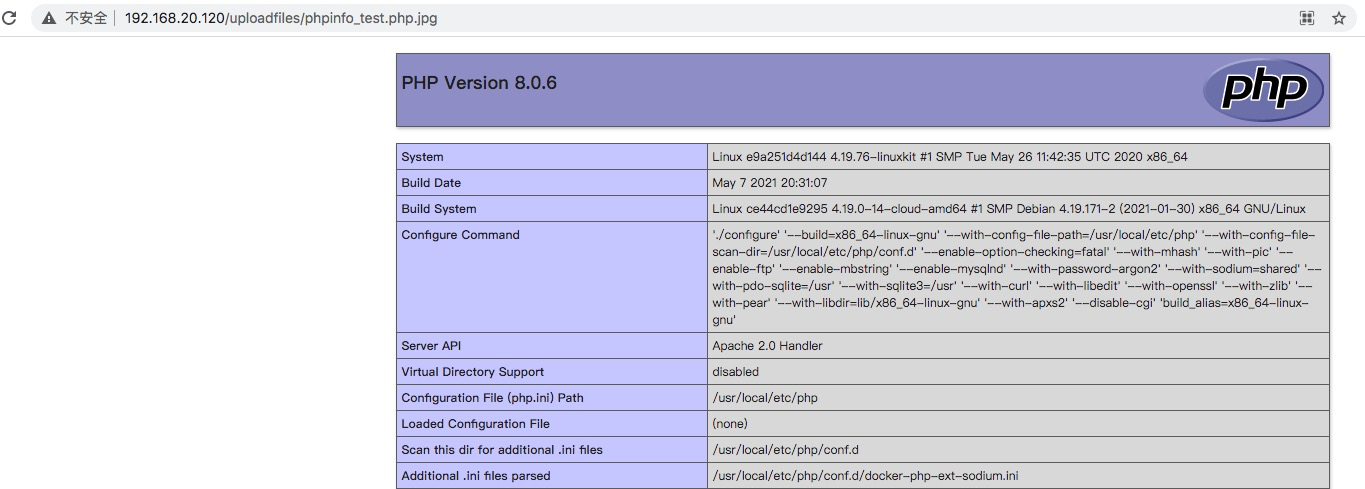 不安全 192.168.20.120/uploadfiles/phpinfo_test.php.jpg
PHP Version 8.0.6
php
System Linux e9a251d4d144 4.19.76-linuxkit #1 SMP Tue May 26 11:42:35 UTC 2020 x86_64
Build Date May 7 2021 20:31:07
Build System Linux ce44cd1e9295 4.19.0-14-cloud-amd64 #1 SMP Debian 4.19.171-2 (2021-01-30) x86_64 GNU/Linux
Configure Command './configure' '--build=x86_64-linux-gnu' '--with-config-file-path=/usr/local/etc/php' '--with-config-file-
scan-dir=/usr/local/etc/php/conf.d' '--enable-option-checking=fatal' '--with-mhash' '--with-pic' '--
enable-ftp' '--enable-mbstring' '--enable-mysqlnd' '--with-password-argon2' '--with-sodium=shared' '--
with-pdo-sqlite=/usr' '--with-sqlite3=/usr' '--with-curl' '--with-libedit' '--with-openssl' '--with-zlib' '--
with-pear' '--with-libdir=lib/x86_64-linux-gnu' '--with-apxs2' '--disable-cgi' 'build_alias=x86_64-linux-
gnu'
Server API Apache 2.0 Handler
Virtual Directory Support disabled
Configuration File (php.ini) Path /usr/local/etc/php
Loaded Configuration File (none)
Scan this dir for additional .ini files /usr/local/etc/php/conf.d
Additional .ini files parsed /usr/local/etc/php/conf.d/docker-php-ext-sodium.ini